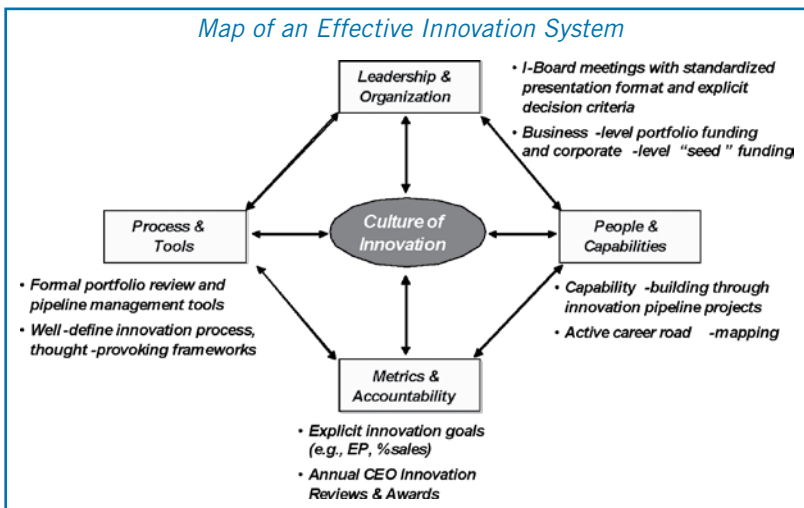 Map of an Effective Innovation System
Leadership &
Organization
• I-Board meetings with standardized
presentation format and explicit
decision criteria
• Business -level portfolio funding
and corporate -level “seed” funding
Process &
Tools
Culture of
Innovation
People &
Capabilities
• Formal portfolio review and
pipeline management tools
• Well-define innovation process,
thought-provoking frameworks
• Capability -building through
innovation pipeline projects
• Active career road -mapping
Metrics &
Accountability
• Explicit innovation goals
(e.g., EP, %sales)
• Annual CEO Innovation
Reviews & Awards